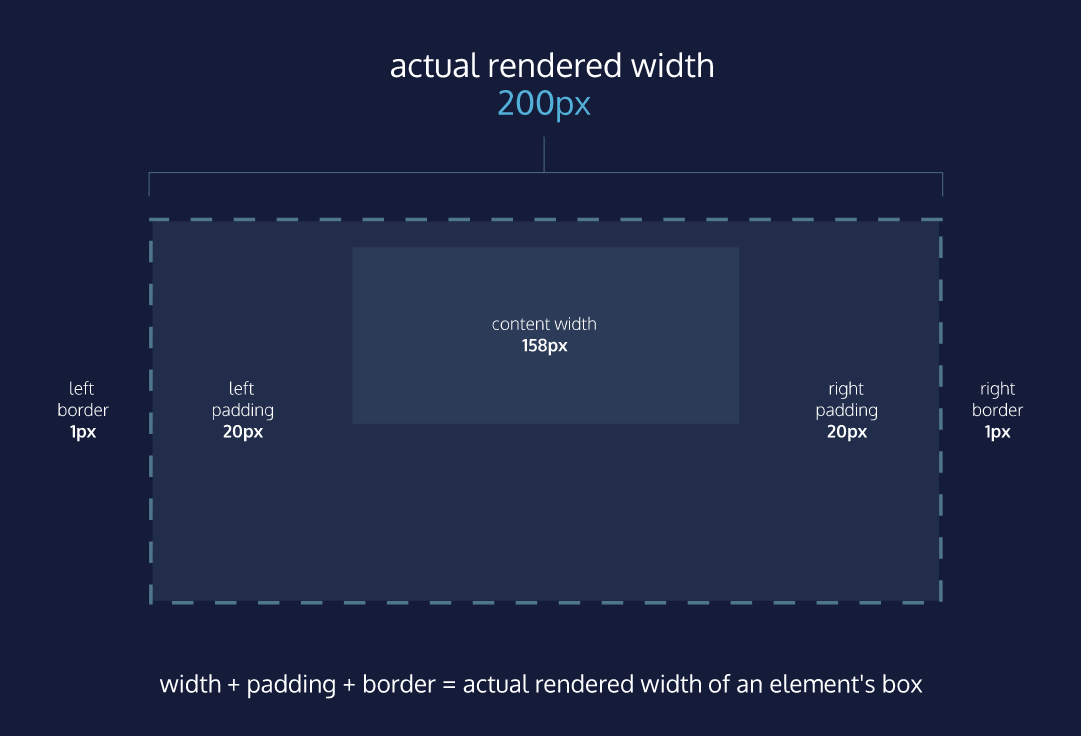 actual rendered width
200px
content width
158px
left
border
1px
left
padding
20px
right
padding
20px
right
border
1px
width + padding + border = actual rendered width of an element's box